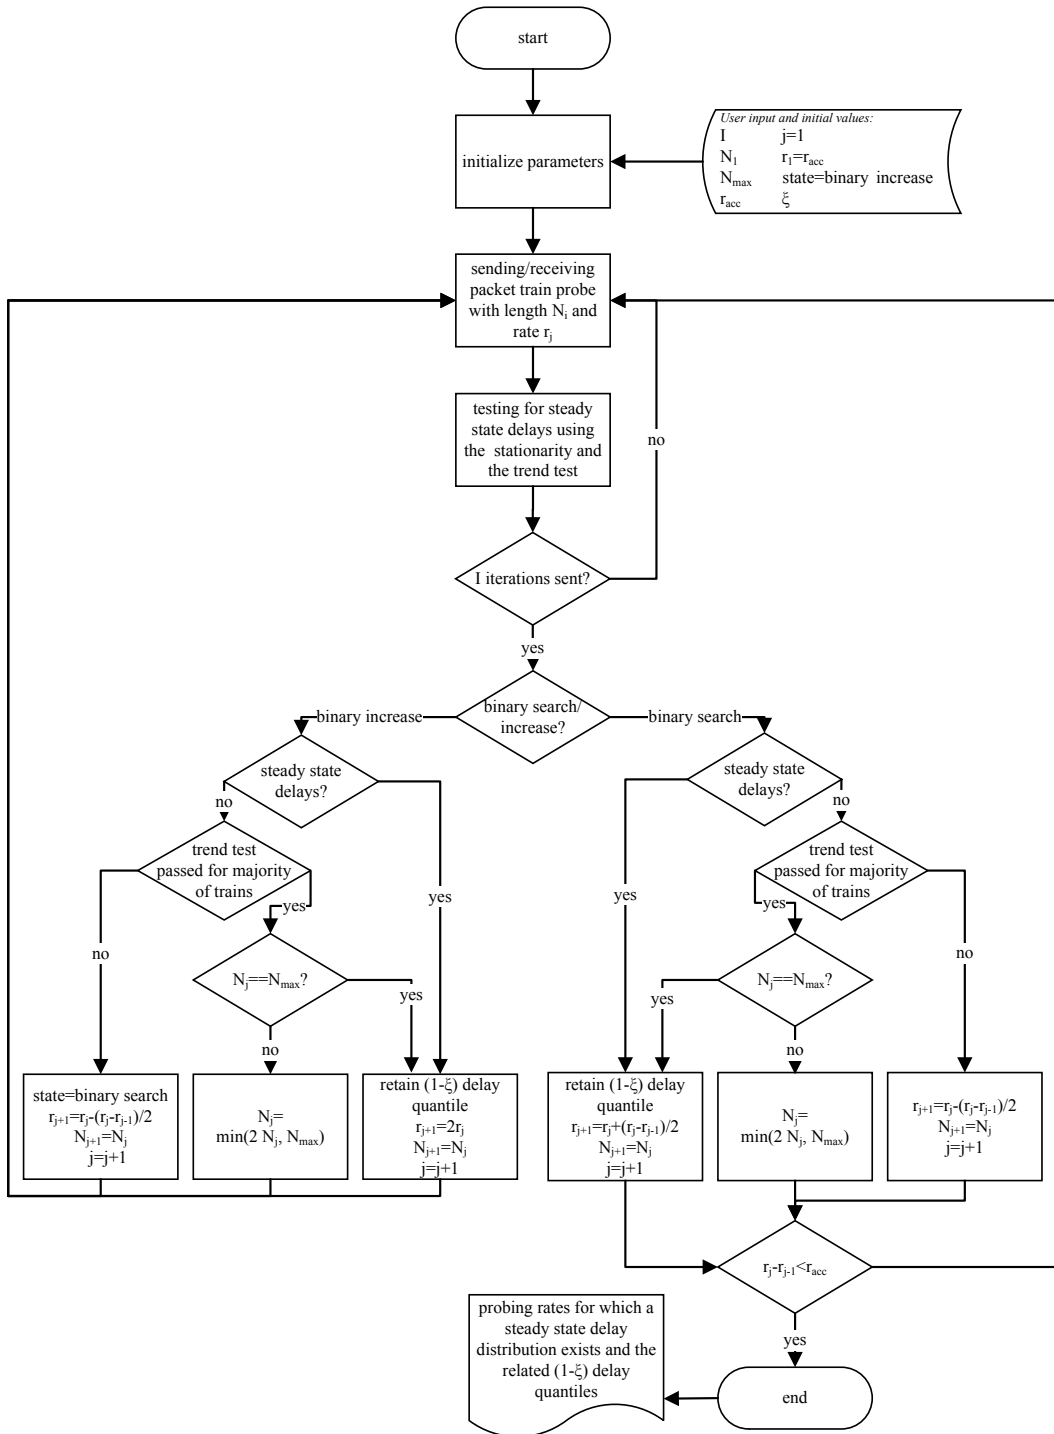 start
initialize parameters
User input and initial values:
I j=1
N1 r1=racc
Nmax state=binary increase
racc ξ
sending/receiving
packet train probe
with length Ni and
rate rj
testing for steady
state delays using
the stationarity and
the trend test
no
I iterations sent?
yes
binary search/
increase?
binary increase
binary search
steady state
delays?
steady state
delays?
no
no
trend test
passed for majority
of trains
trend test
passed for majority
of trains
yes
yes
yes
yes
no
no
Nj==Nmax?
Nj==Nmax?
yes
yes
no
no
state=binary search
rj+1=rj-(rj-rj-1)/2
Nj+1=Nj
j=j+1
Nj=
min(2 Nj, Nmax)
retain (1-ξ) delay
quantile
rj+1=2rj
Nj+1=Nj
j=j+1
retain (1-ξ) delay
quantile
rj+1=rj+(rj-rj-1)/2
Nj+1=Nj
j=j+1
Nj=
min(2 Nj, Nmax)
rj+1=rj-(rj-rj-1)/2
Nj+1=Nj
j=j+1
rj-rj-1<racc
yes
probing rates for which a
steady state delay
distribution exists and the
related (1-ξ) delay
quantiles
end